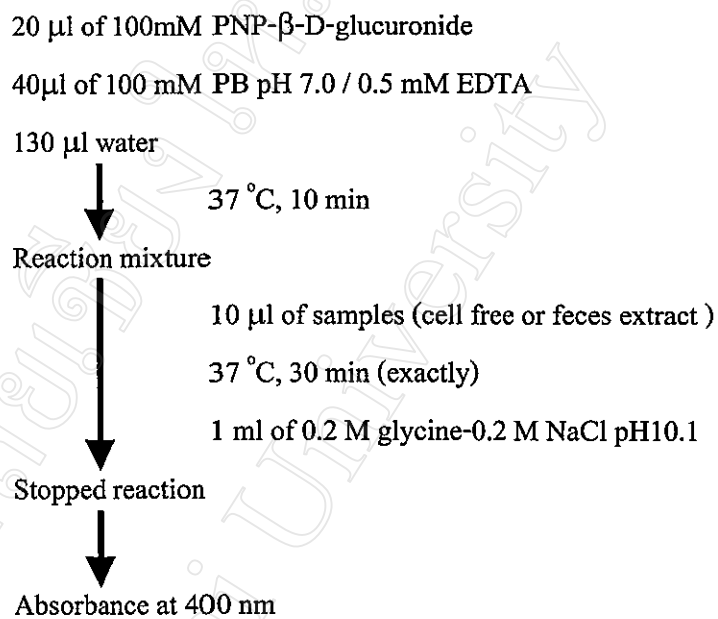 20 μl of 100mM PNP-β-D-glucuronide
40μl of 100 mM PB pH 7.0 / 0.5 mM EDTA
130 μl water
37 °C, 10 min
Reaction mixture
10 μl of samples (cell free or feces extract )
37 °C, 30 min (exactly)
1 ml of 0.2 M glycine-0.2 M NaCl pH10.1
Stopped reaction
Absorbance at 400 nm
University